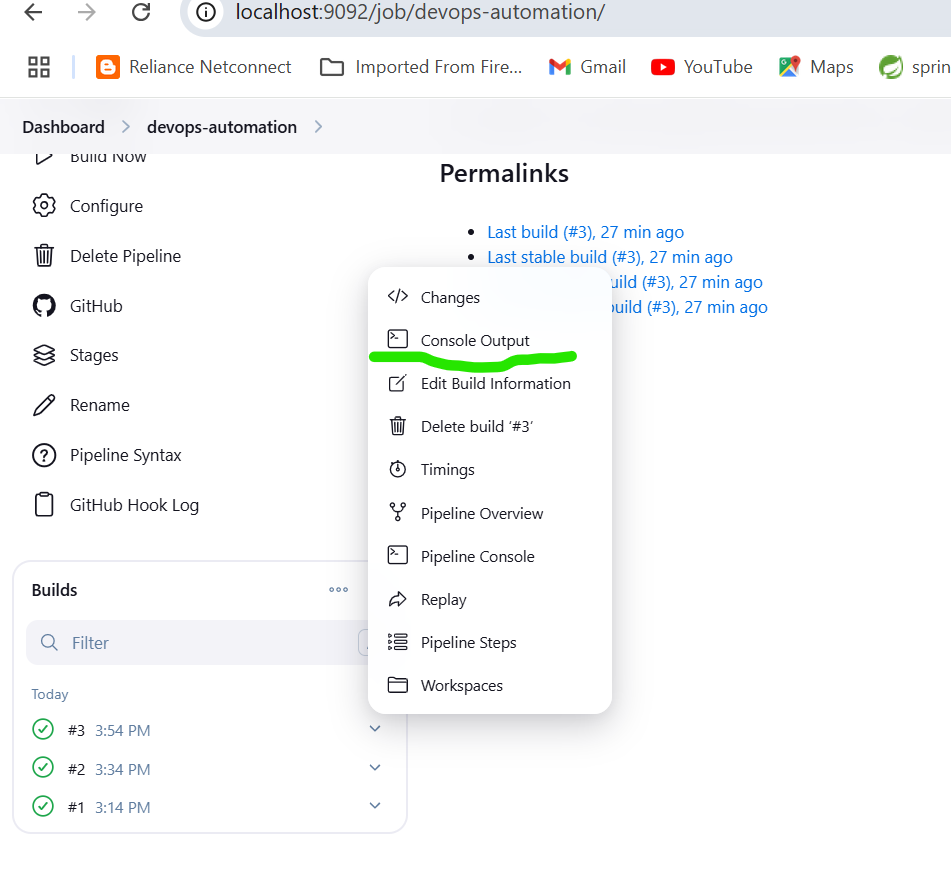 localhost:9092/job/devops-automation/
Reliance Netconnect Imported From Fire... Gmail YouTube Maps sprin
Dashboard devops-automation
Build Now
Configure
Delete Pipeline
GitHub
Stages
Rename
Pipeline Syntax
GitHub Hook Log
Permalinks
Last build (#3), 27 min ago
Last stable build (#3), 27 min ago
uild (#3), 27 min ago
build (#3), 27 min ago
Changes
Console Output
Edit Build Information
Delete build ‘#3’
Timings
Pipeline Overview
Pipeline Console
Replay
Pipeline Steps
Workspaces
Builds
Filter
Today
#3 3:54 PM
#2 3:34 PM
#1 3:14 PM